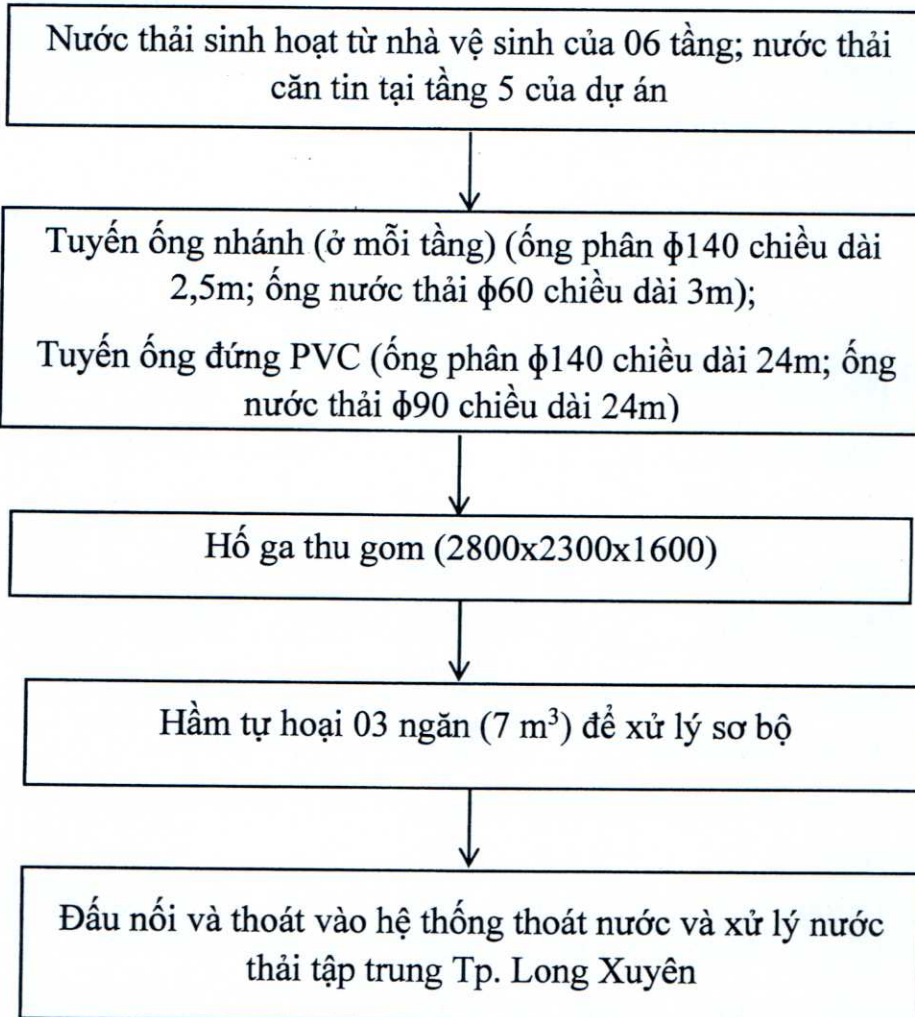 Nước thải sinh hoạt từ nhà vệ sinh của 06 tầng; nước thải
căn tin tại tầng 5 của dự án
Tuyến ống nhánh (ở mỗi tầng) (ống phân ϕ140 chiều dài
2,5m; ống nước thải ϕ60 chiều dài 3m);
Tuyến ống đứng PVC (ống phân ϕ140 chiều dài 24m; ống
nước thải ϕ90 chiều dài 24m)
Hố ga thu gom (2800x2300x1600)
Hầm tự hoại 03 ngăn (7 m³) để xử lý sơ bộ
Đấu nối và thoát vào hệ thống thoát nước và xử lý nước
thải tập trung Tp. Long Xuyên